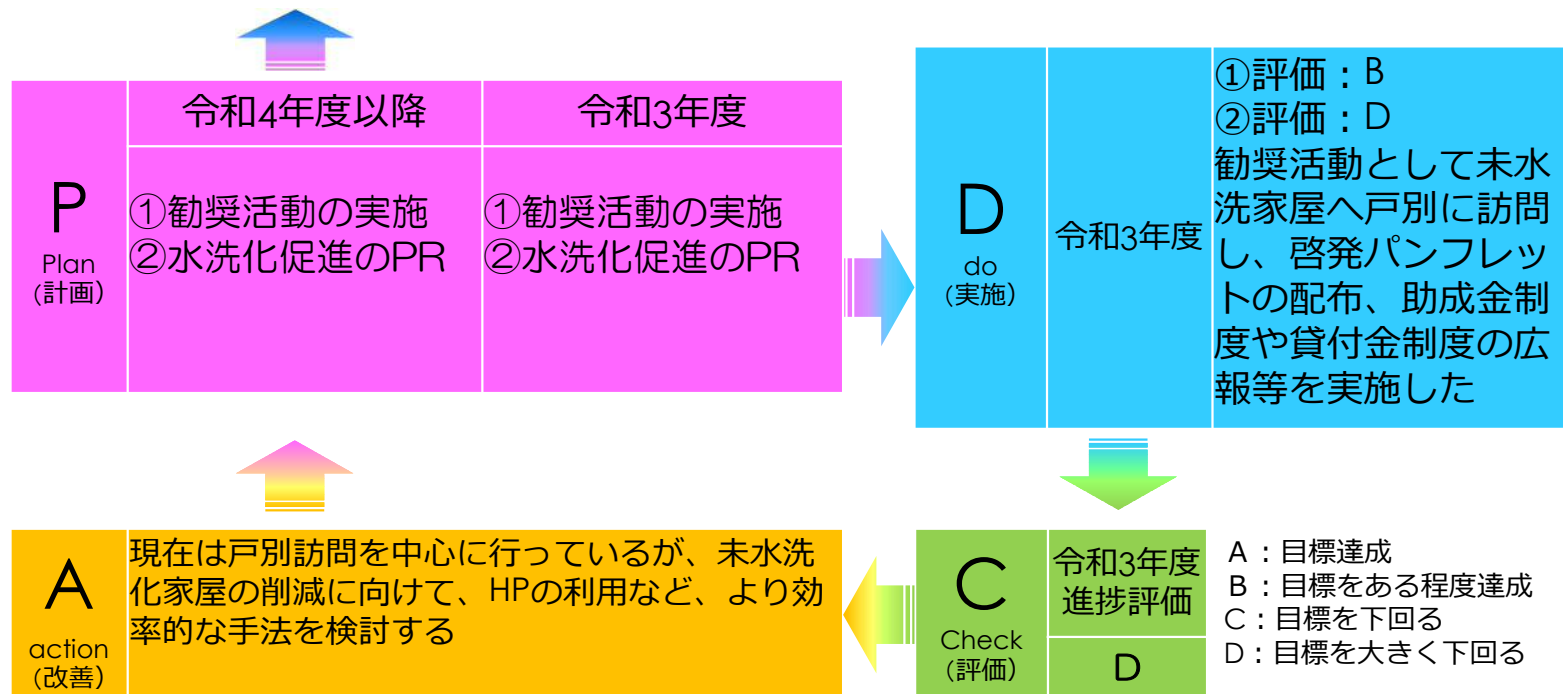 P
Plan
(計画)
令和4年度以降
①勧奨活動の実施
②水洗化促進のPR
令和3年度
①勧奨活動の実施
②水洗化促進のPR
D
do
(実施)
令和3年度
①評価：B
②評価：D
勧奨活動として未水
洗家屋へ戸別に訪問
し、啓発パンフレッ
トの配布、助成金制
度や貸付金制度の広
報等を実施した
A
action
(改善)
現在は戸別訪問を中心に行っているが、未水洗
化家屋の削減に向けて、HPの利用など、より効
率的な手法を検討する
C
Check
(評価)
令和3年度
進捗評価
D
A：目標達成
B：目標をある程度達成
C：目標を下回る
D：目標を大きく下回る